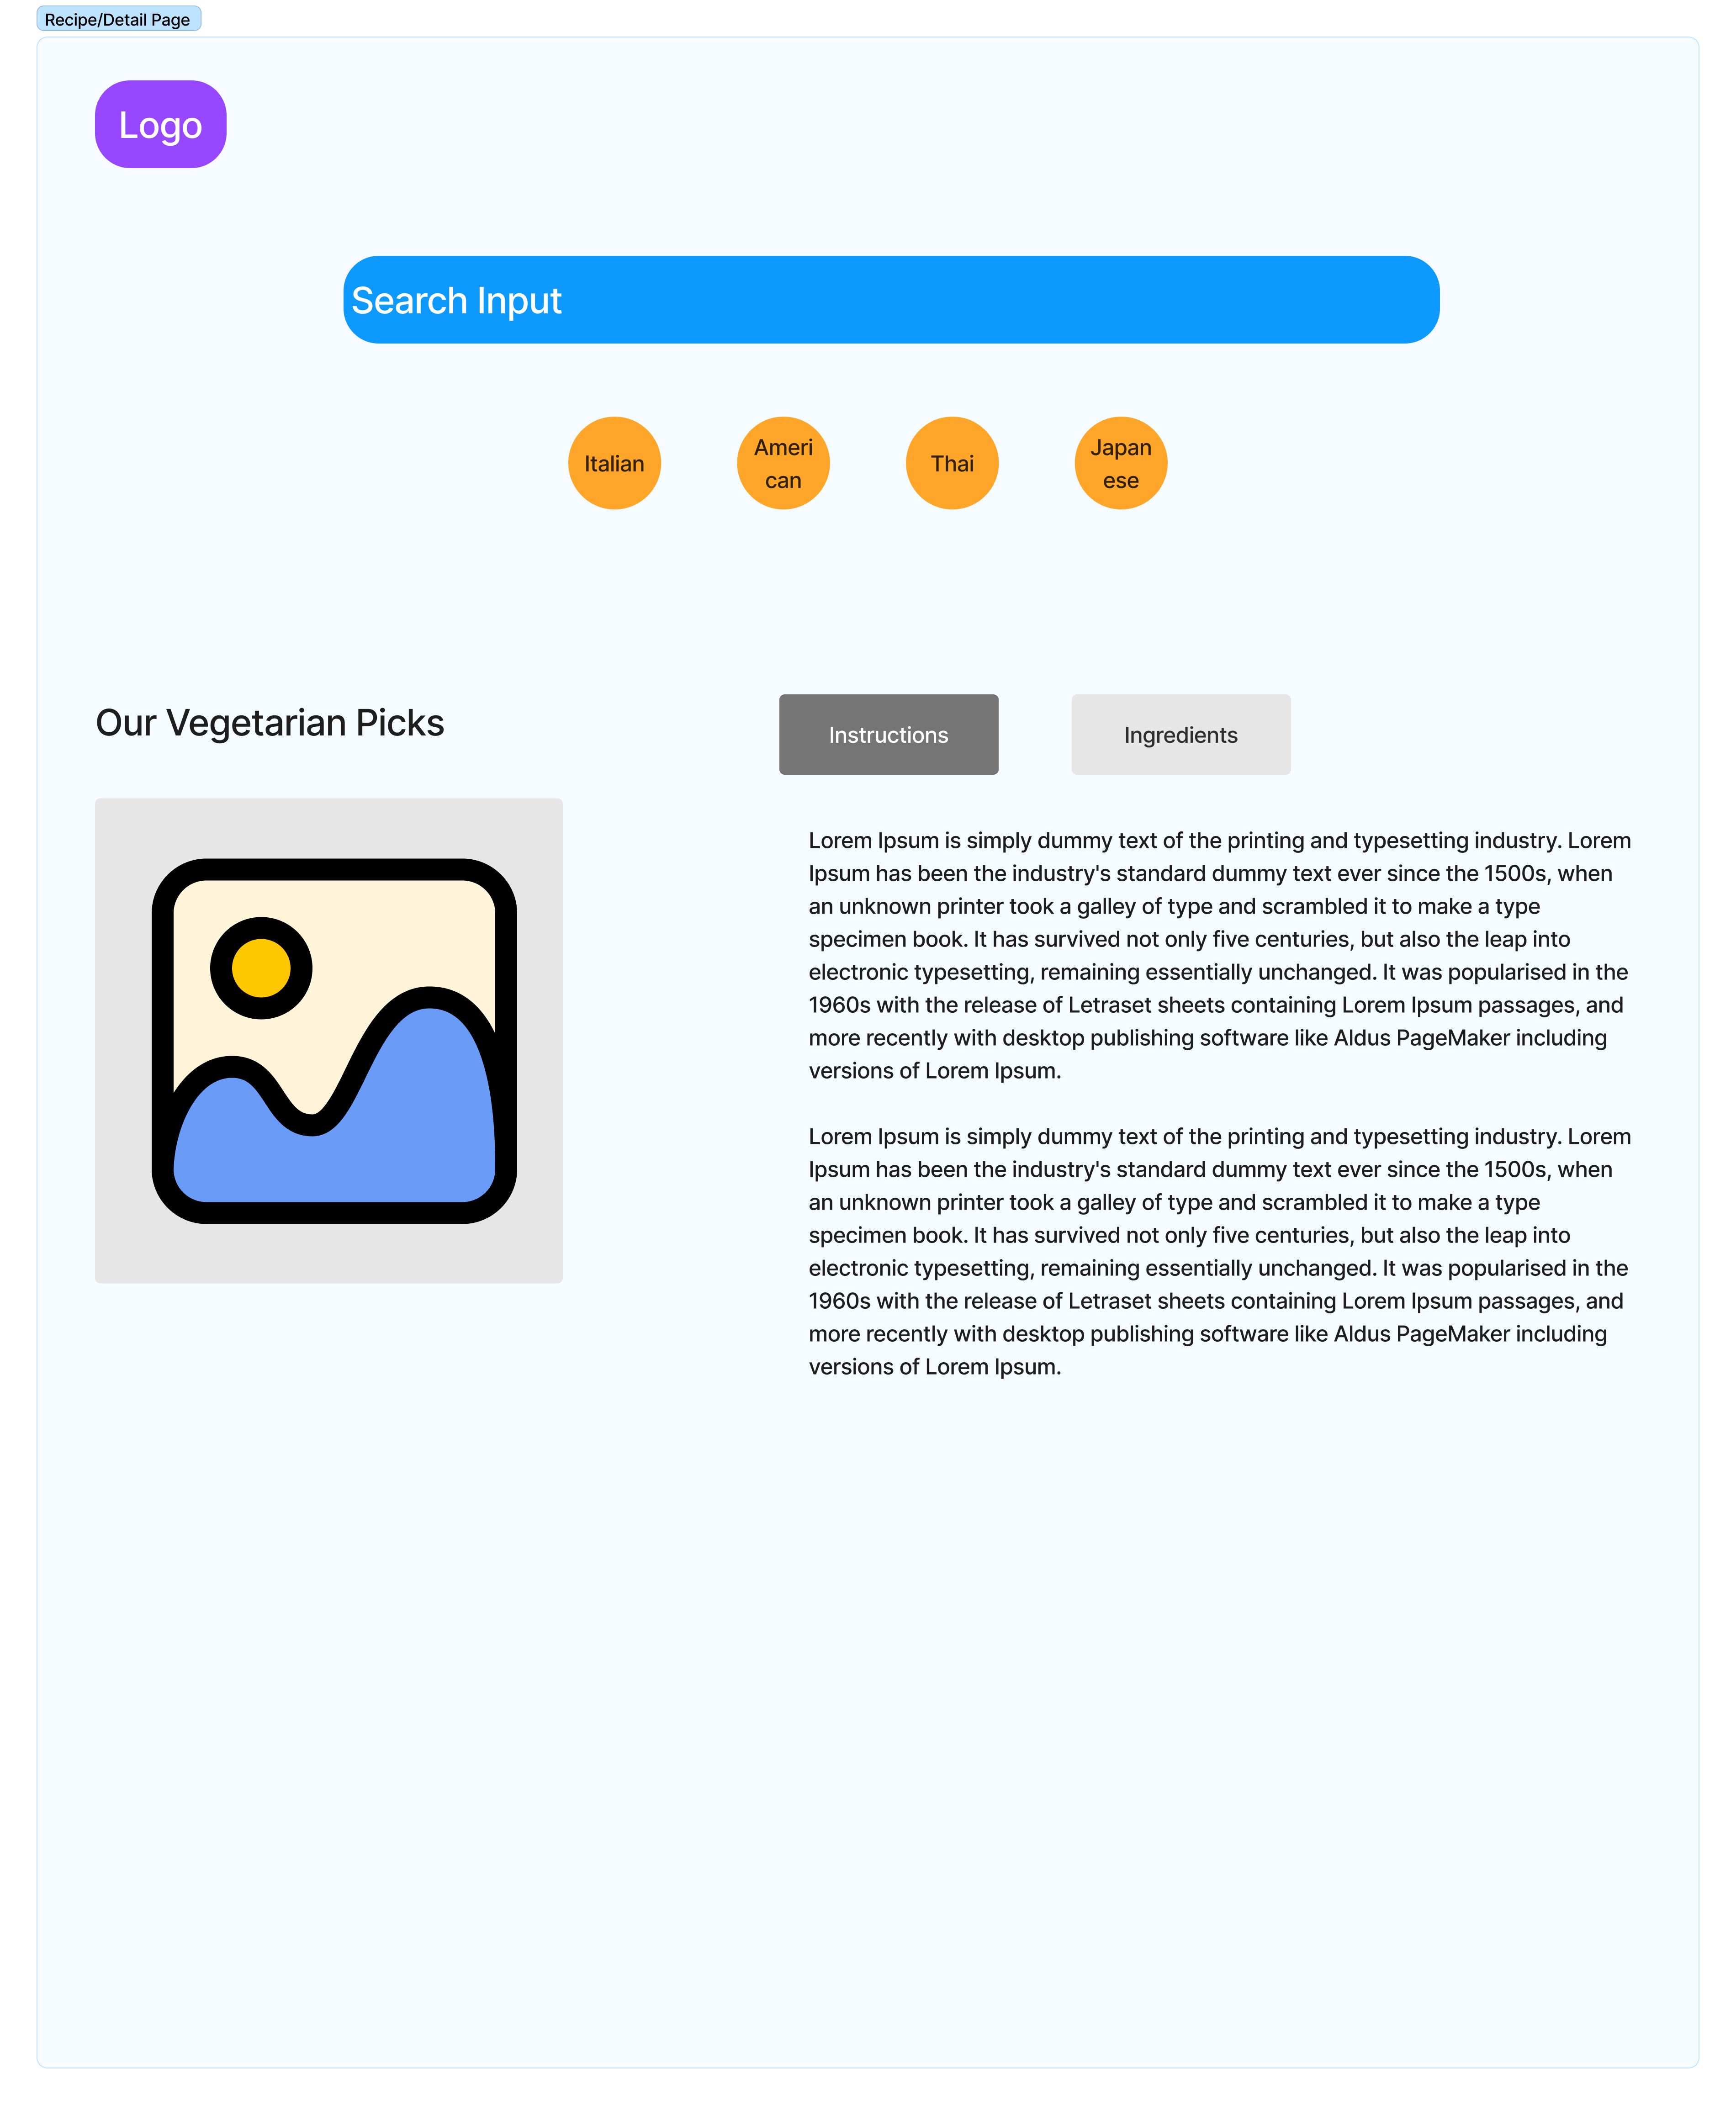 Recipe/Detail Page
Logo
Search Input
Italian
Ameri
can
Thai
Japan
ese
Our Vegetarian Picks
Instructions
Ingredients
Lorem Ipsum is simply dummy text of the printing and typesetting industry. Lorem
Ipsum has been the industry's standard dummy text ever since the 1500s, when
an unknown printer took a galley of type and scrambled it to make a type
specimen book. It has survived not only five centuries, but also the leap into
electronic typesetting, remaining essentially unchanged. It was popularised in the
1960s with the release of Letraset sheets containing Lorem Ipsum passages, and
more recently with desktop publishing software like Aldus PageMaker including
versions of Lorem Ipsum.
Lorem Ipsum is simply dummy text of the printing and typesetting industry. Lorem
Ipsum has been the industry's standard dummy text ever since the 1500s, when
an unknown printer took a galley of type and scrambled it to make a type
specimen book. It has survived not only five centuries, but also the leap into
electronic typesetting, remaining essentially unchanged. It was popularised in the
1960s with the release of Letraset sheets containing Lorem Ipsum passages, and
more recently with desktop publishing software like Aldus PageMaker including
versions of Lorem Ipsum.